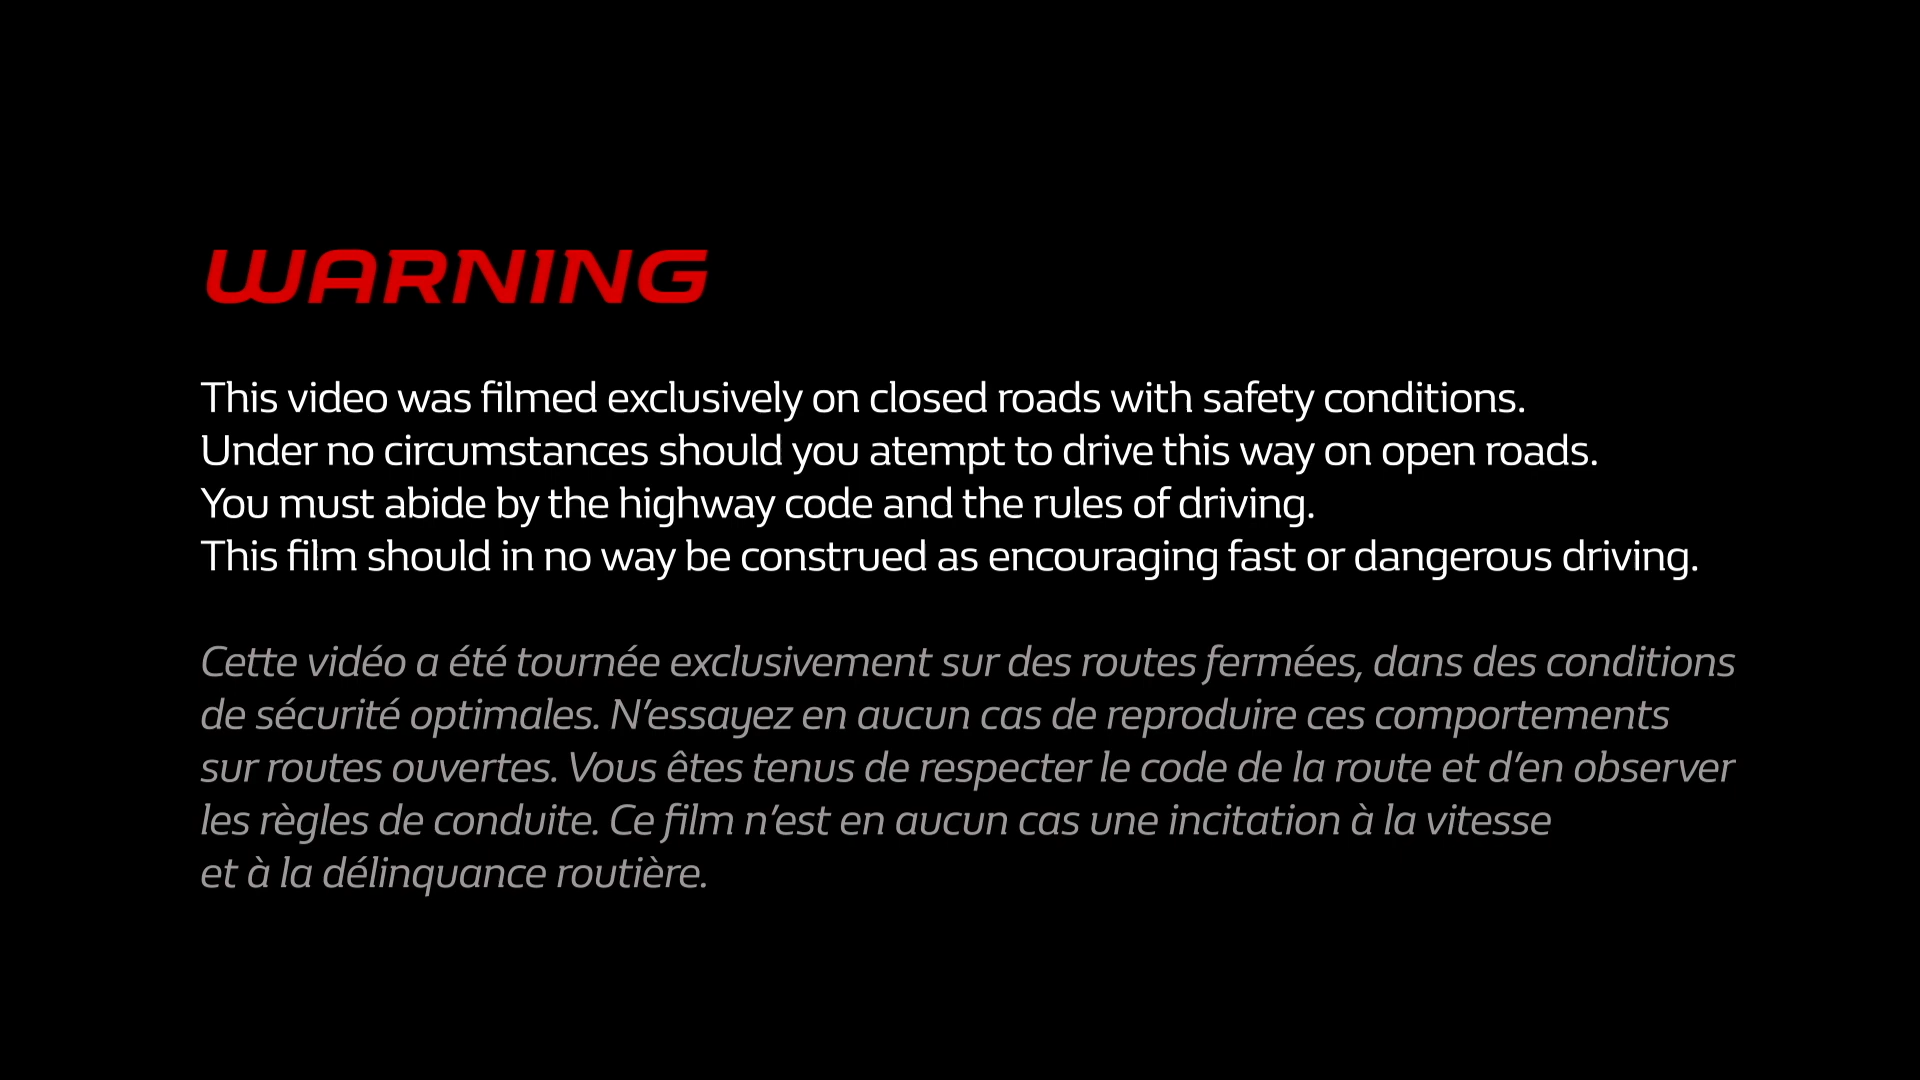 WARNING
This video was filmed exclusively on closed roads with safety conditions.
Under no circumstances should you atempt to drive this way on open roads.
You must abide by the highway code and the rules of driving.
This film should in no way be construed as encouraging fast or dangerous driving.
Cette vidéo a été tournée exclusivement sur des routes fermées, dans des conditions
de sécurité optimales. N’essayez en aucun cas de reproduire ces comportements
sur routes ouvertes. Vous êtes tenus de respecter le code de la route et d’en observer
les règles de conduite. Ce film n’est en aucun cas une incitation à la vitesse
et à la délinquance routière.